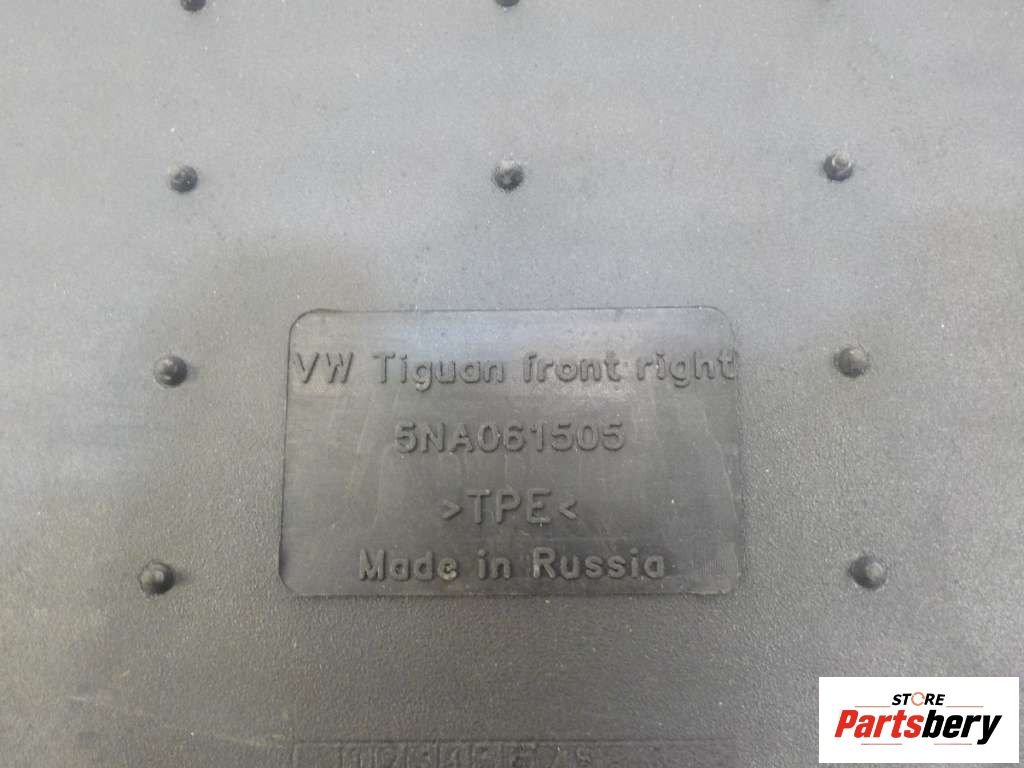 VW Tiguan front right
5NA061505
>TPE<
Made in Russia
STORE
Partsbery